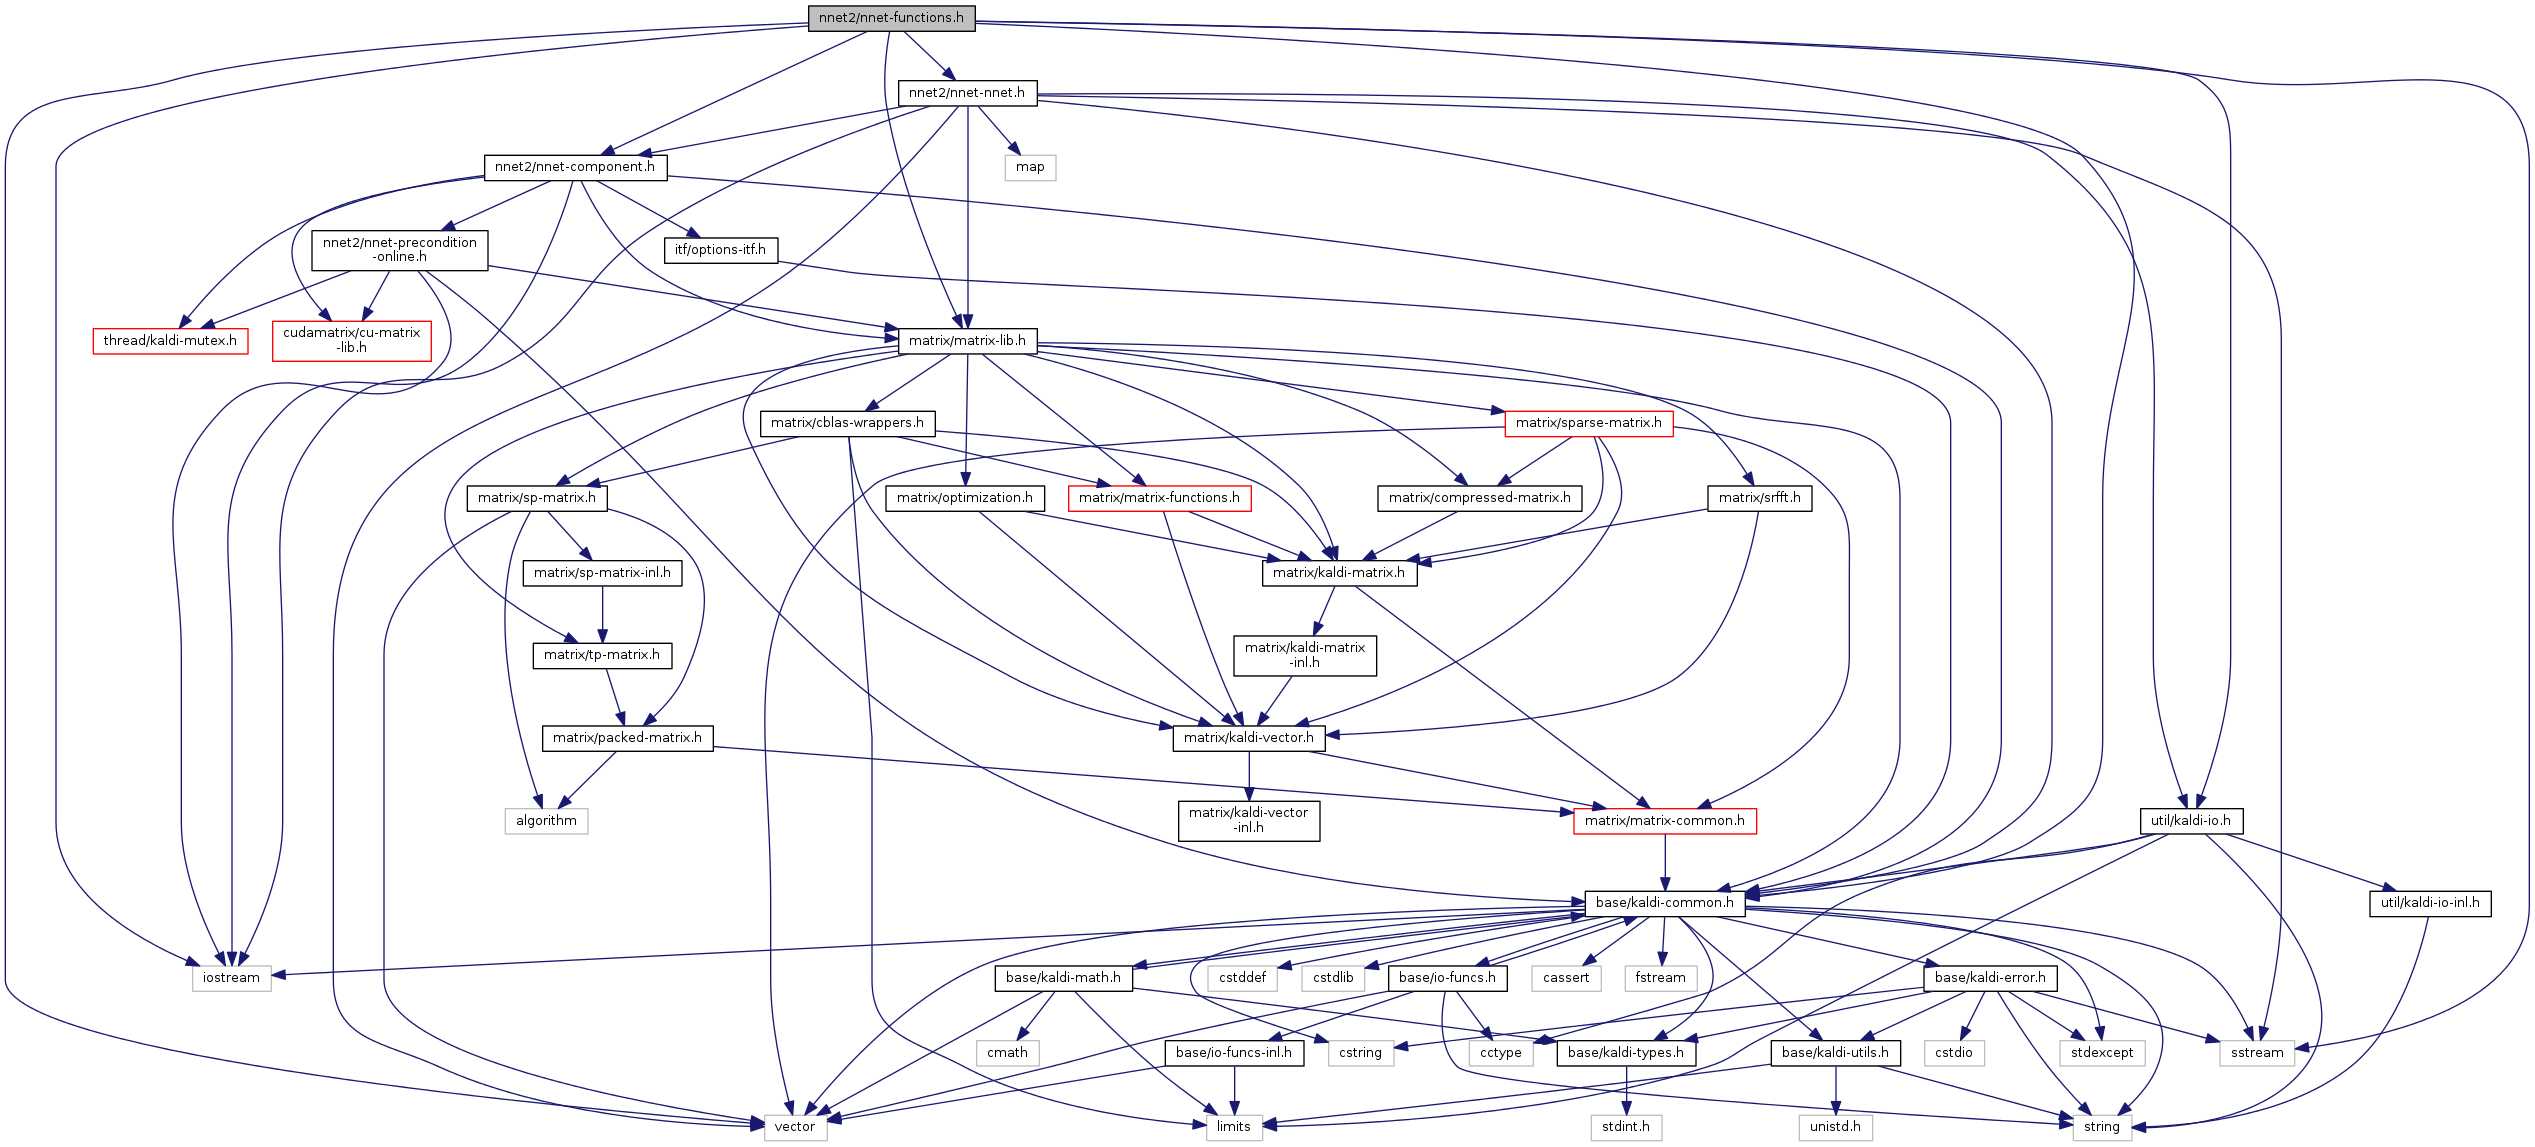 nnet2/nnet-functions.h
nnet2/nnet-nnet.h
nnet2/nnet-component.h
map
nnet2/nnet-precondition
-online.h
itf/options-itf.h
thread/kaldi-mutex.h
cudamatrix/cu-matrix
-lib.h
matrix/matrix-lib.h
matrix/cblas-wrappers.h
matrix/sparse-matrix.h
matrix/sp-matrix.h
matrix/optimization.h
matrix/matrix-functions.h
matrix/compressed-matrix.h
matrix/srfft.h
matrix/sp-matrix-inl.h
matrix/kaldi-matrix.h
matrix/tp-matrix.h
matrix/kaldi-matrix
-inl.h
matrix/packed-matrix.h
matrix/kaldi-vector.h
algorithm
matrix/kaldi-vector
-inl.h
matrix/matrix-common.h
util/kaldi-io.h
base/kaldi-common.h
util/kaldi-io-inl.h
iostream
base/kaldi-math.h
cstddef
cstdlib
base/io-funcs.h
cassert
fstream
base/kaldi-error.h
cmath
base/io-funcs-inl.h
cstring
cctype
base/kaldi-types.h
base/kaldi-utils.h
cstdio
stdexcept
sstream
vector
limits
stdint.h
unistd.h
string